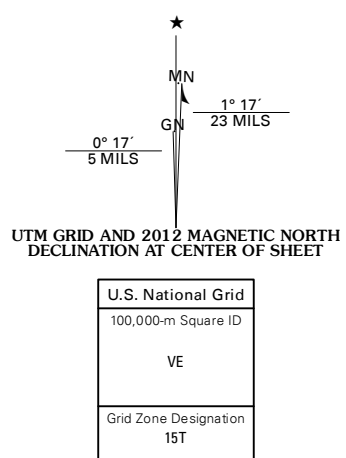 ★
MN
1° 17´
23 MILS
GN
0° 17´
5 MILS
UTM GRID AND 2012 MAGNETIC NORTH
DECLINATION AT CENTER OF SHEET
U.S. National Grid
100,000-m Square ID
VE
Grid Zone Designation
15T